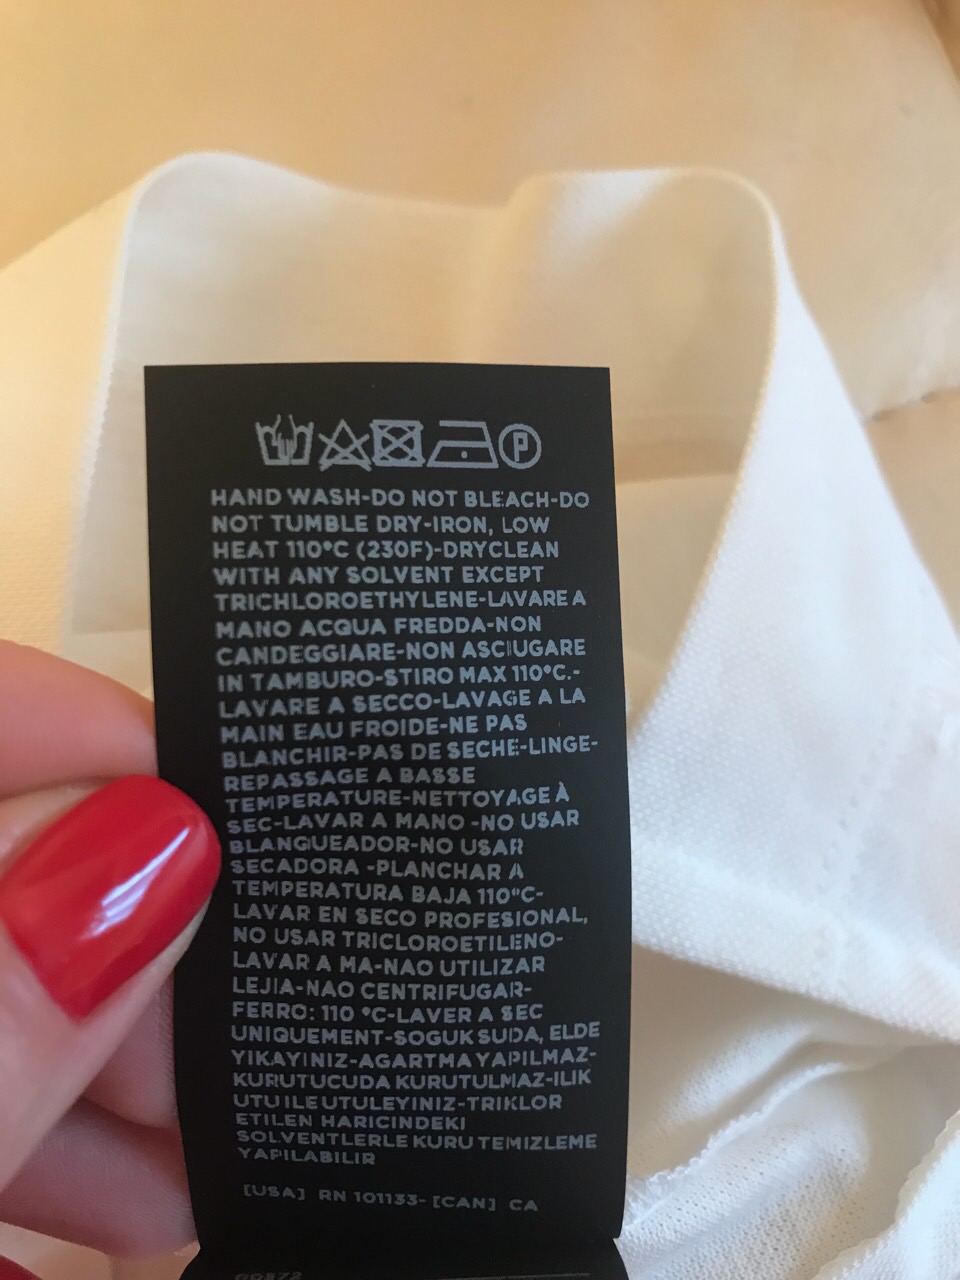 P
HAND WASH-DO NOT BLEACH-DO
NOT TUMBLE DRY-IRON, LOW
HEAT 110°C (230F)-DRYCLEAN
WITH ANY SOLVENT EXCEPT
TRICHLOROETHYLENE-LAVARE A
MANO ACQUA FREDDA-NON
CANDEGGIARE-NON ASCIUGARE
IN TAMBURO-STIRO MAX 110°C.-
LAVARE A SECCO-LAVAGE A LA
MAIN EAU FROIDE-NE PAS
BLANCHIR-PAS DE SECHE-LINGE-
REPASSAGE A BASSE
TEMPERATURE-NETTOYAGE À
SEC-LAVAR A MANO -NO USAR
BLANGUEADOR-NO USAR
SECADORA -PLANCHAR A
TEMPERATURA BAJA 110°C-
LAVAR EN SECO PROFESIONAL,
NO USAR TRICLOROETILENO-
LAVAR A MA-NAO UTILIZAR
LEJIA-NAO CENTRIFUGAR-
FERRO: 110 °C-LAVER A SEC
UNIQUEMENT-SOGUK SUDA, ELDE
YIKAYINIZ-AGARTMA YAPILMAZ-
KURUTUCUDA KURUTULMAZ-ILIK
UTU ILE UTULEYINIZ-TRIKLOR
ETILEN HARICINDEKI
SOLVENTLERLE KURU TEMIZLEME
YAPILABILIR
[USA] RN 101133- [CAN] CA